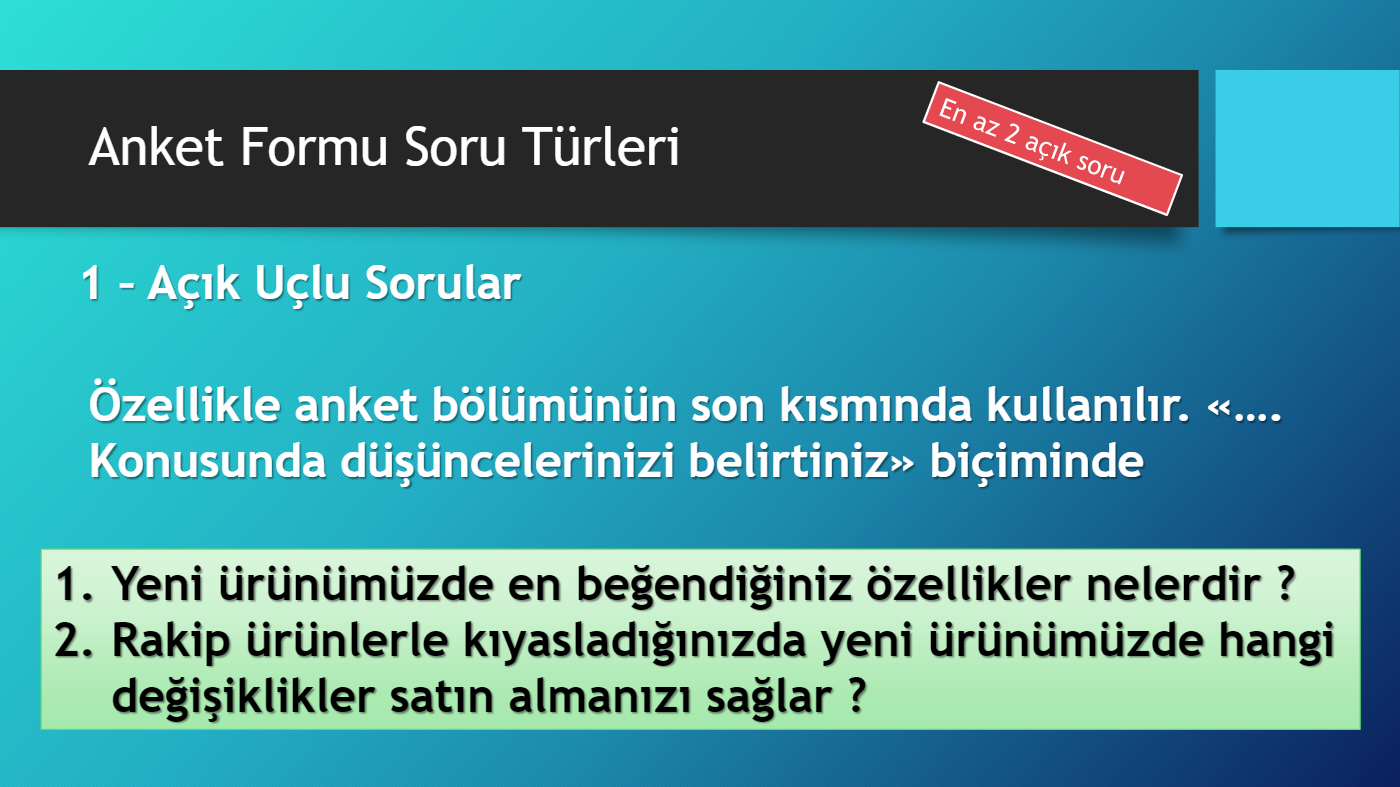 Anket Formu Soru Türleri
En az 2 açık soru
1 – Açık Uçlu Sorular
Özellikle anket bölümünün son kısmında kullanılır. «….
Konusunda düşüncelerinizi belirtiniz» biçiminde
1. Yeni ürünümüzde en beğendiğiniz özellikler nelerdir ?
2. Rakip ürünlerle kıyasladığınızda yeni ürünümüzde hangi
değişiklikler satın almanızı sağlar ?